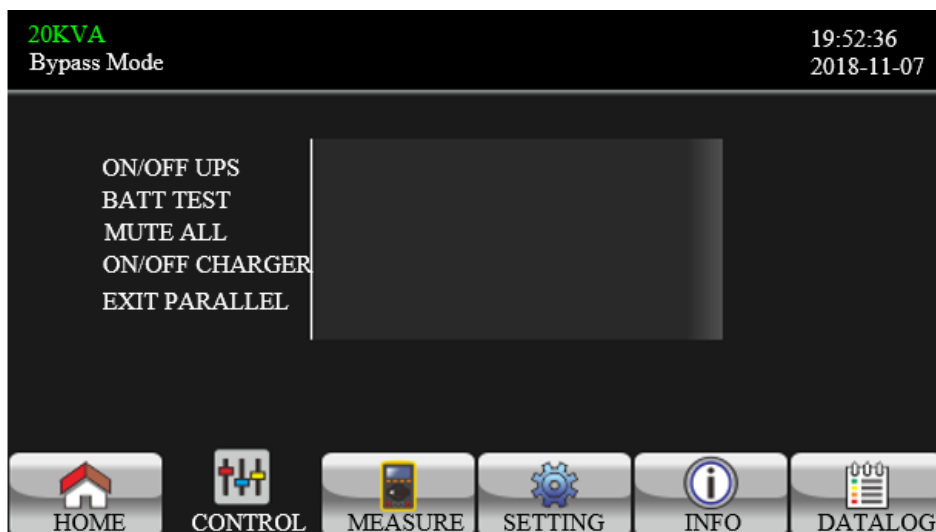 20KVA
Bypass Mode
19:52:36
2018-11-07
ON/OFF UPS
BATT TEST
MUTE ALL
ON/OFF CHARGER
EXIT PARALLEL
HOME
CONTROL
MEASURE
SETTING
INFO
DATALOG